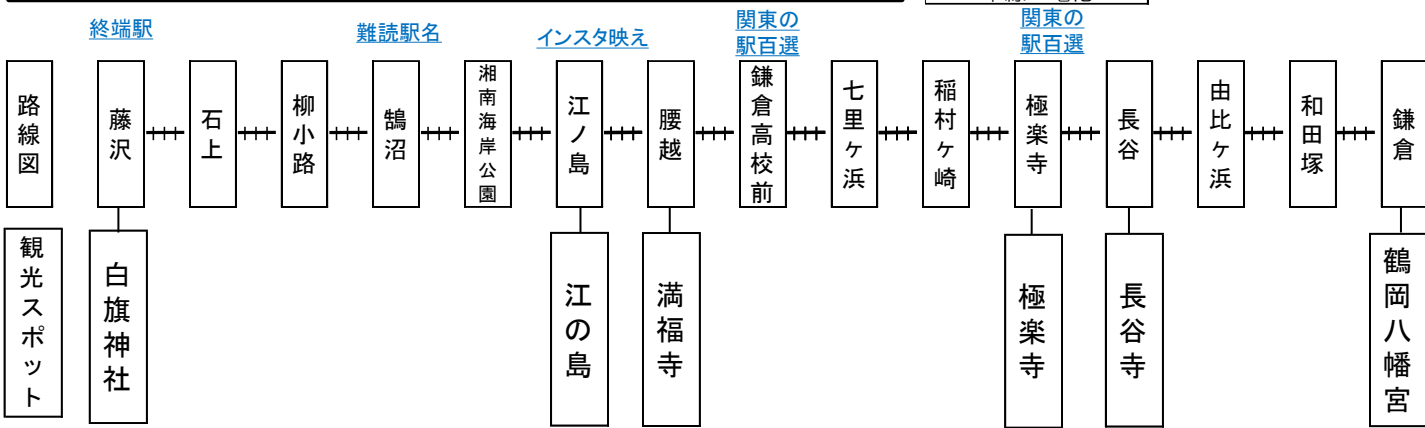 終端駅
難読駅名
インスタ映え
関東の
駅百選
関東の
駅百選
路線図
藤沢
石上
柳小路
鵠沼
湘南海岸公園
江ノ島
腰越
鎌倉高校前
七里ヶ浜
稲村ヶ崎
極楽寺
長谷
由比ヶ浜
和田塚
鎌倉
観光スポット
白旗神社
江の島
満福寺
極楽寺
長谷寺
鶴岡八幡宮